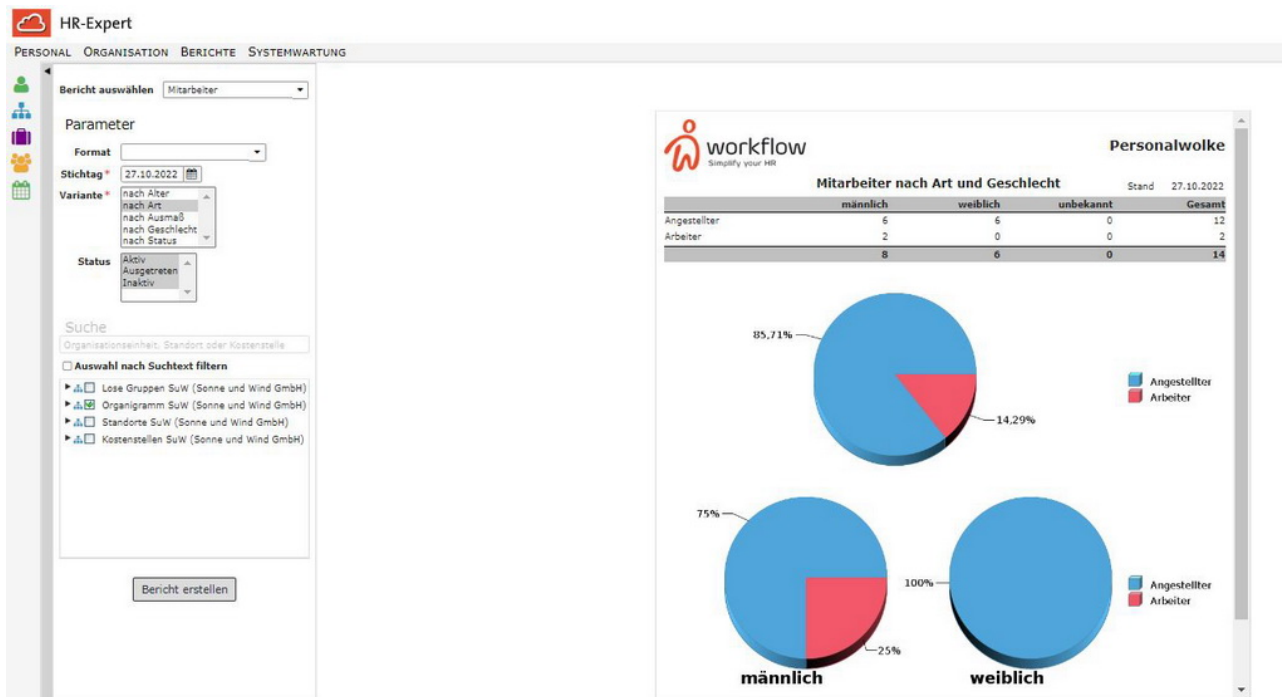 HR-Expert
PERSONAL ORGANISATION BERICHTE SYSTEMWARTUNG
Bericht auswählen Mitarbeiter
Parameter
Format
Stichtag* 27.10.2022
Variante* nach Alter
nach Art
nach Ausmaß
nach Geschlecht
nach Status
Status Aktiv
Ausgetreten
Inaktiv
Suche
Organisationseinheit, Standort oder Kostenstelle
Auswahl nach Suchtext filtern
Lose Gruppen SuW (Sonne und Wind GmbH)
Organigramm SuW (Sonne und Wind GmbH)
Standorte SuW (Sonne und Wind GmbH)
Kostenstellen SuW (Sonne und Wind GmbH)
Bericht erstellen
workflow
Simplify your HR
Personalwolke
Mitarbeiter nach Art und Geschlecht Stand 27.10.2022
männlich weiblich unbekannt Gesamt
Angestellter 6 6 0 12
Arbeiter 2 0 0 2
8 6 0 14
85,71%
14,29%
Angestellter
Arbeiter
75%
25%
männlich
100%
weiblich
Angestellter
Arbeiter